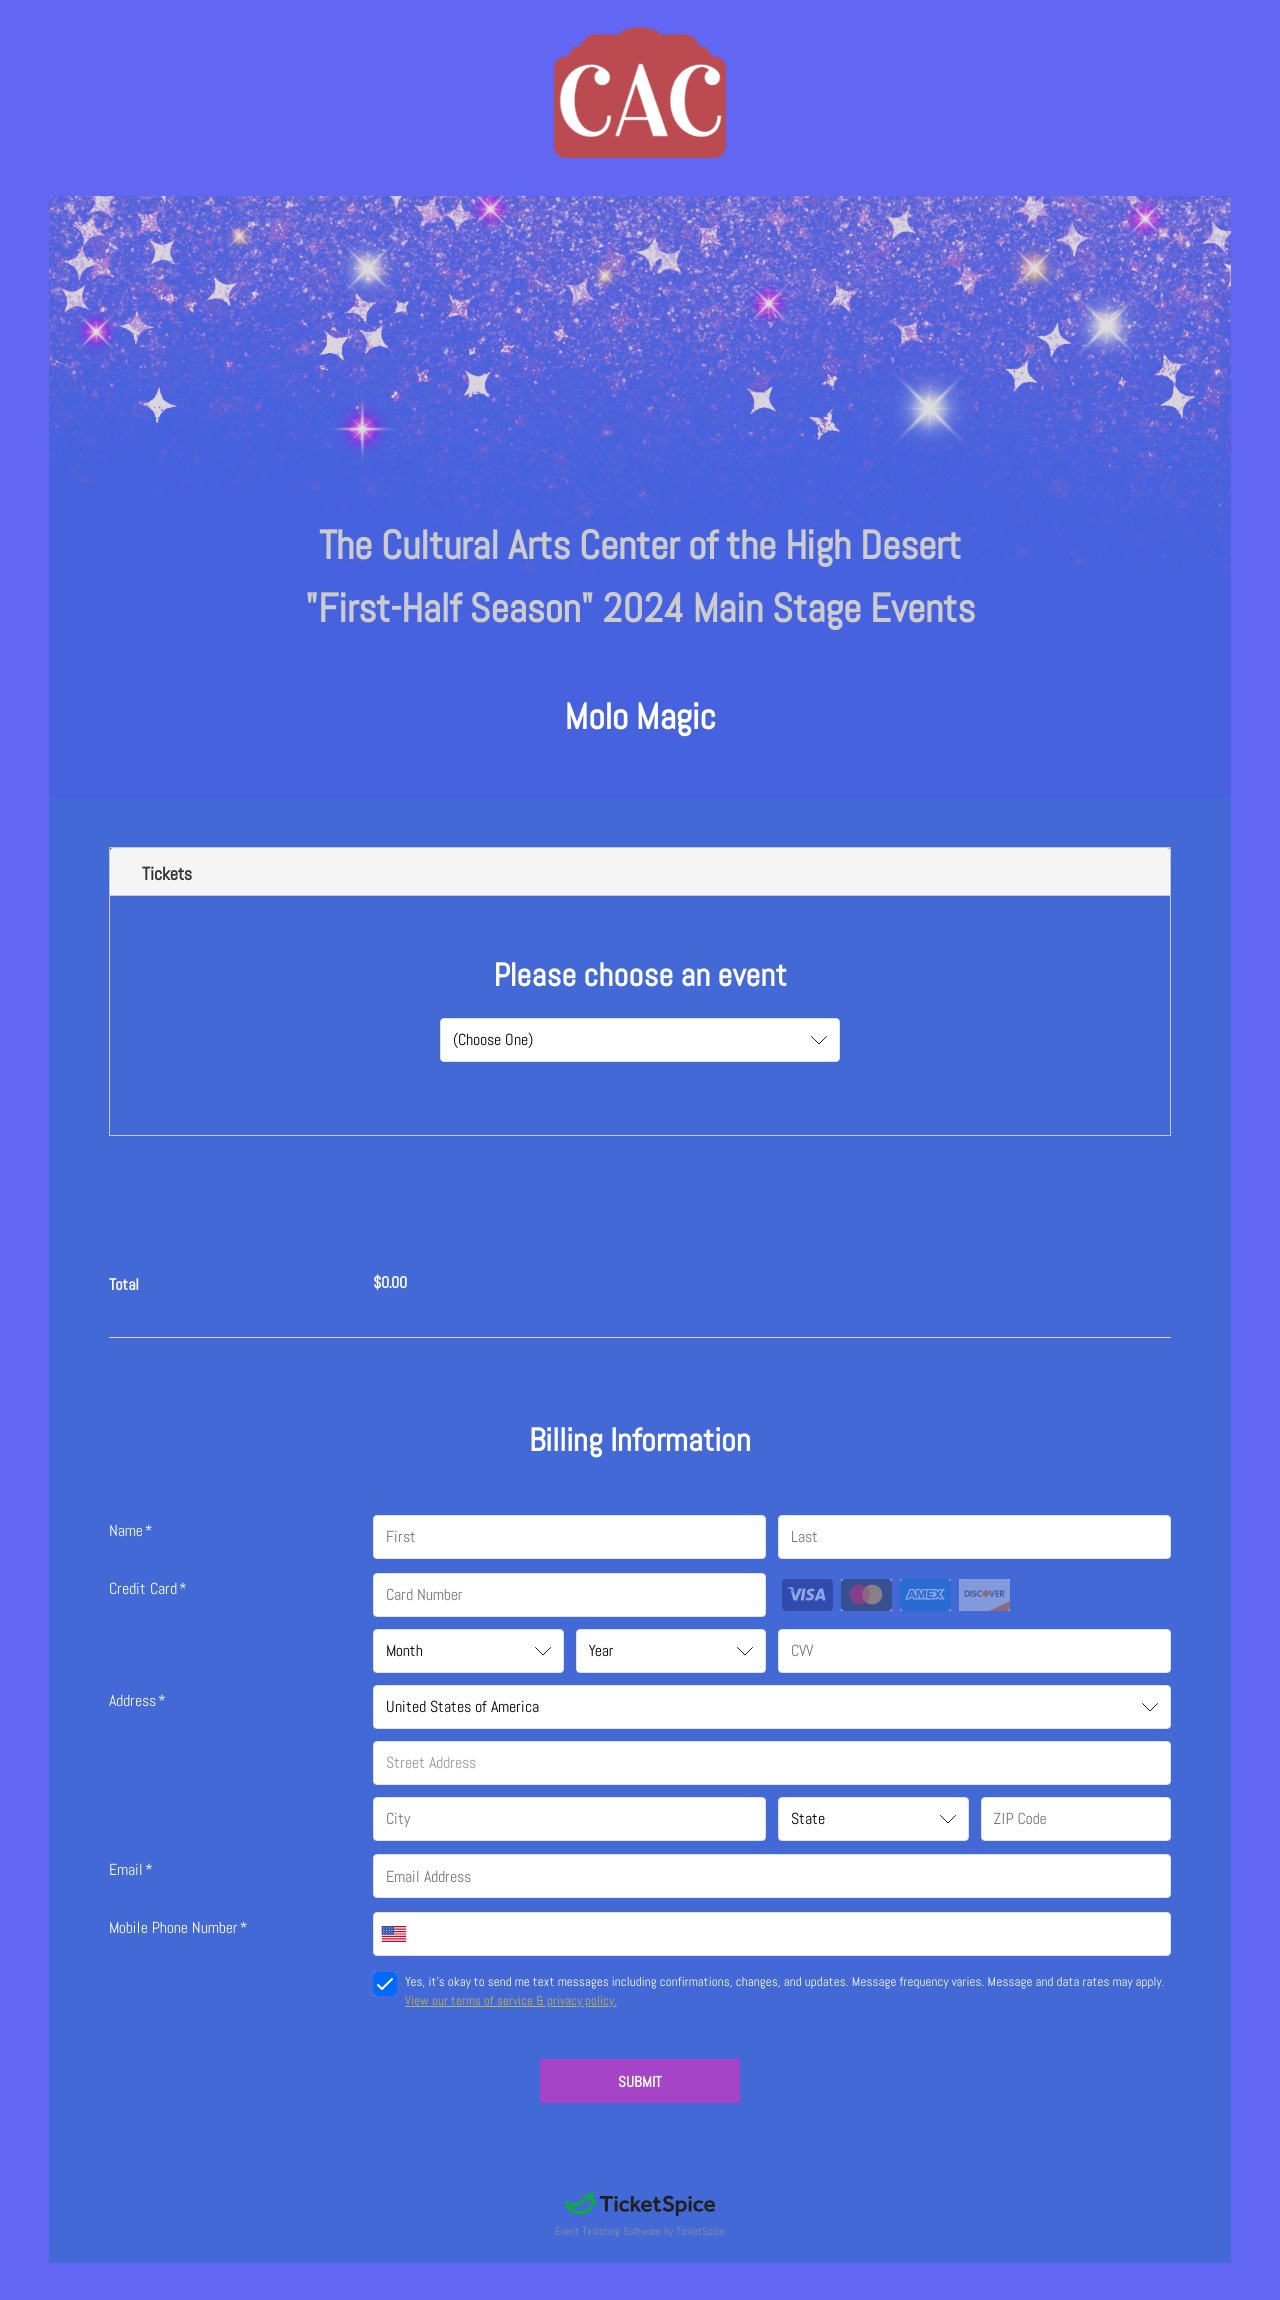 CAC
The Cultural Arts Center of the High Desert
"First-Half Season" 2024 Main Stage Events
Molo Magic
Tickets
Please choose an event
(Choose One)
Total $0.00
Billing Information
Name * First Last
Credit Card * Card Number VISA AMEX DISCOVER
Month Year CVV
Address * United States of America
Street Address
City State ZIP Code
Email * Email Address
Mobile Phone Number *
Yes, it's okay to send me text messages including confirmations, changes, and updates. Message frequency varies. Message and data rates may apply.
View our terms of service & privacy policy.
SUBMIT
TicketSpice
Event Ticketing Software by TicketSpice